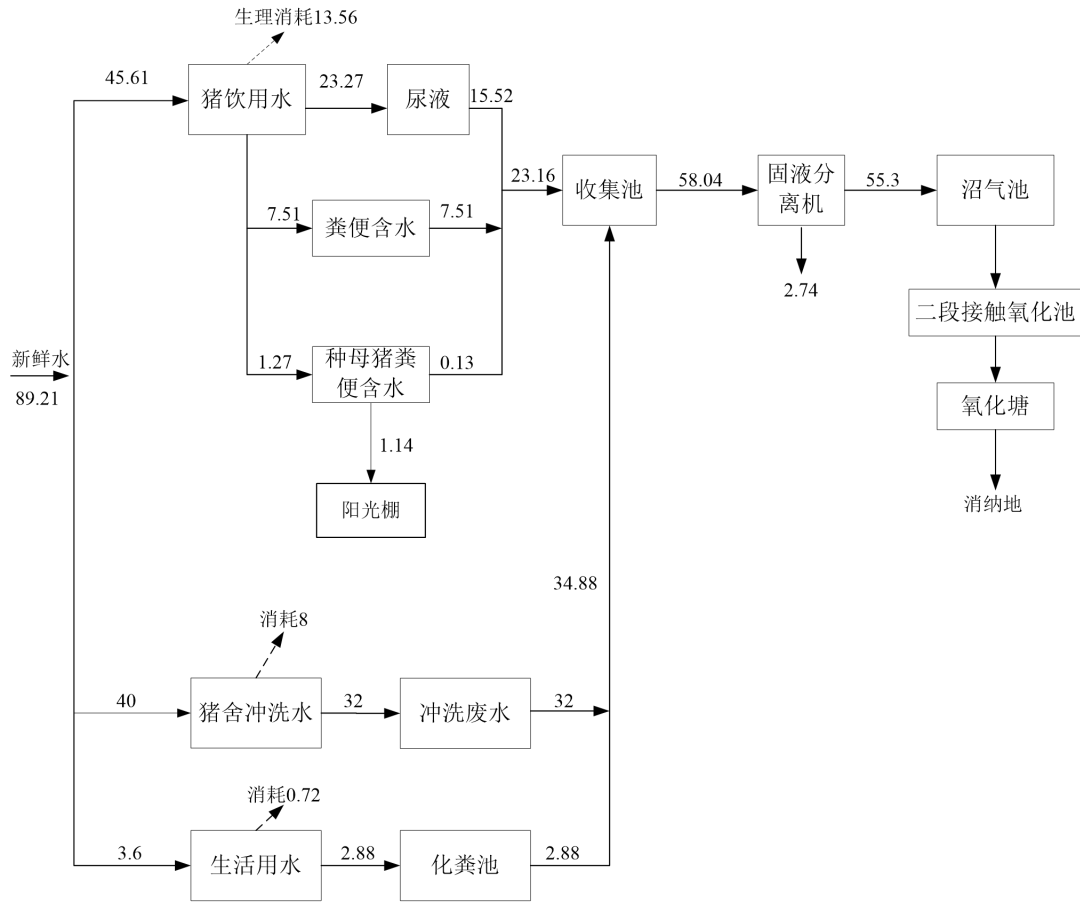 生理消耗13.56
45.61
猪饮用水
23.27
尿液
15.52
7.51
粪便含水
7.51
23.16
收集池
58.04
固液分
离机
55.3
沼气池
2.74
二段接触氧化池
氧化塘
消纳地
新鲜水
89.21
1.27
种母猪粪
便含水
0.13
1.14
阳光棚
34.88
消耗8
40
猪舍冲洗水
32
冲洗废水
32
消耗0.72
3.6
生活用水
2.88
化粪池
2.88